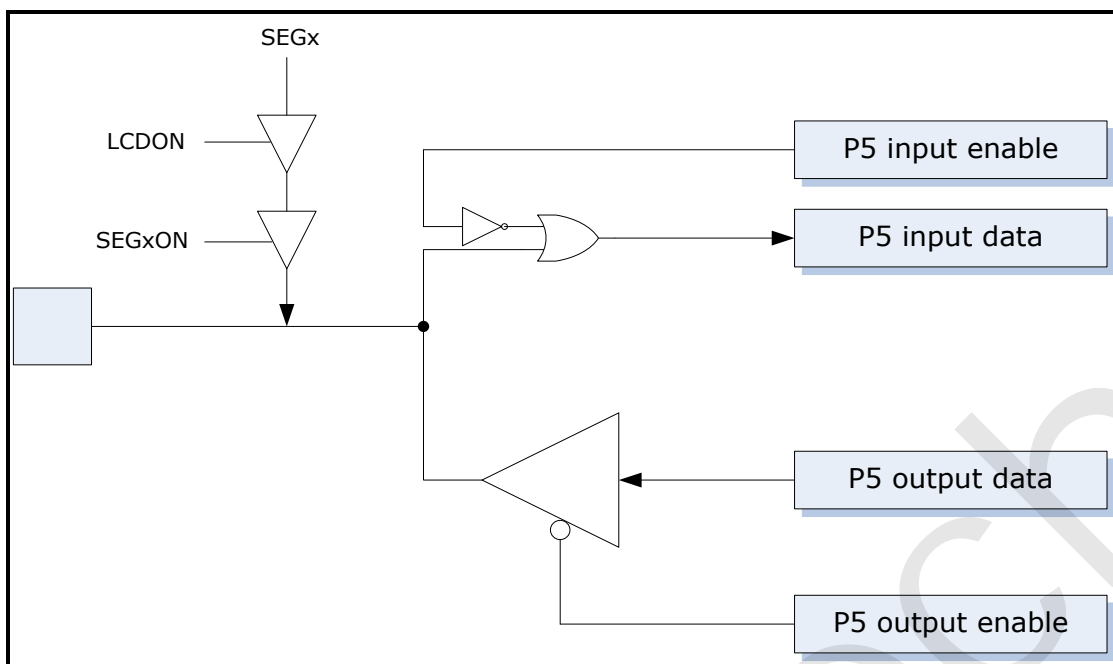 SEGx
LCDON
P5 input enable
SEGxON
P5 input data
P5 output data
P5 output enable